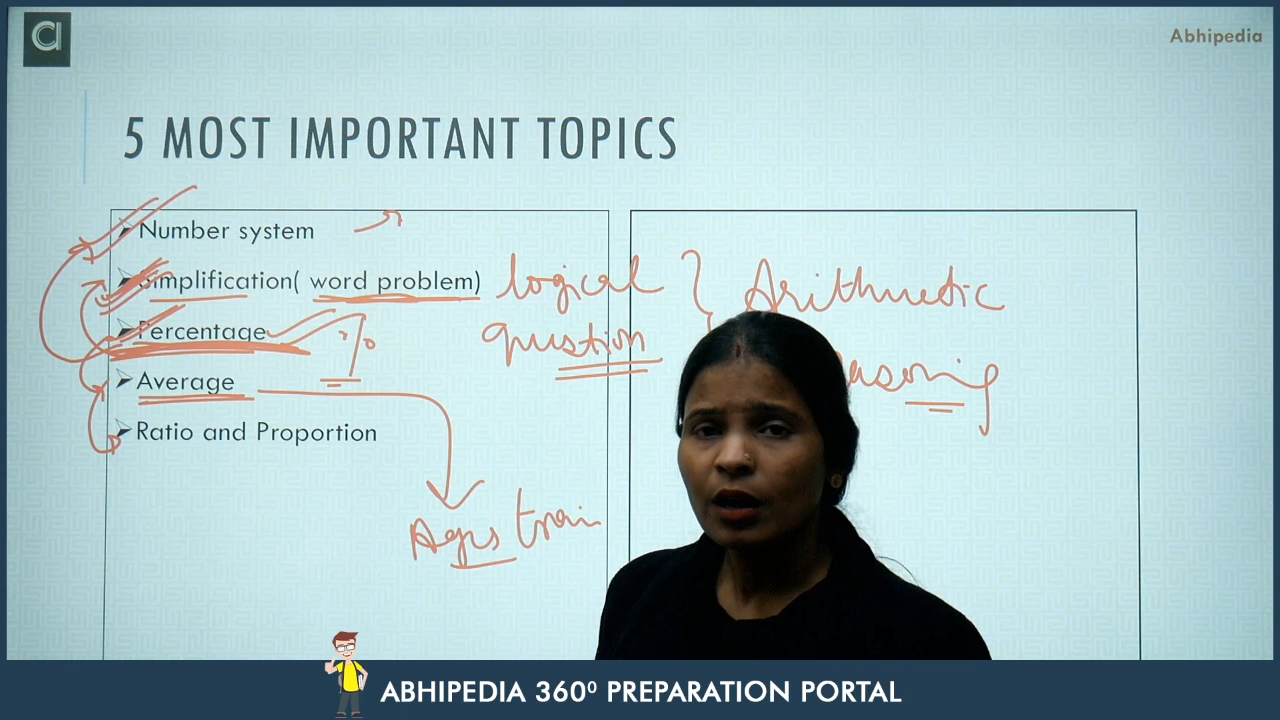 Abhipedia
5 MOST IMPORTANT TOPICS
Number system
Simplification( word problem)
Percentage
%
Average
Ratio and Proportion
logical
question
Arithmetic
Ages train
ABHIPEDIA 360⁰ PREPARATION PORTAL